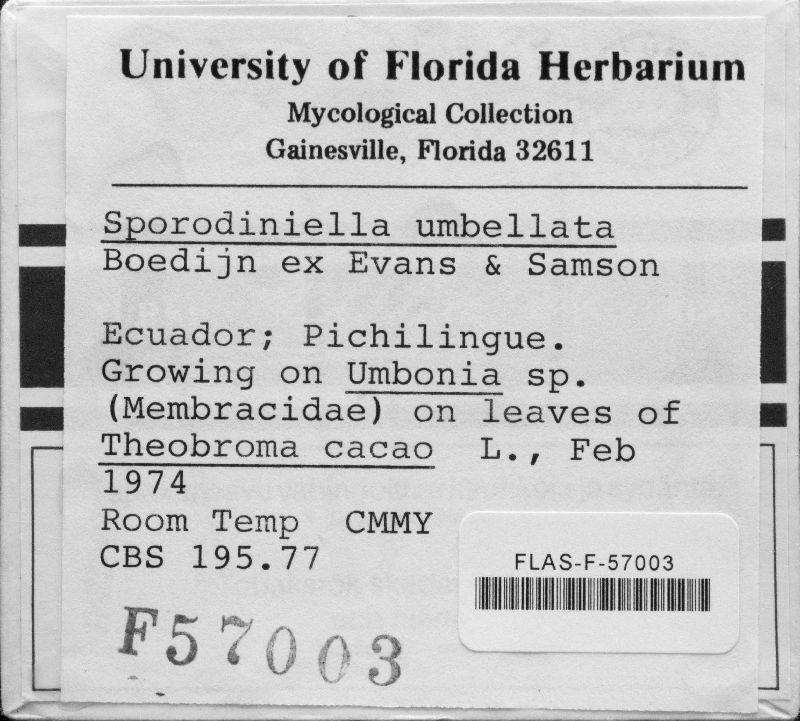 University of Florida Herbarium
Mycological Collection
Gainesville, Florida 32611
Sporodiniella umbellata
Boedijn ex Evans & Samson
Ecuador; Pichilingue.
Growing on Umbonia sp.
(Membracidae) on leaves of
Theobroma cacao L., Feb
1974
Room Temp CMMY
CBS 195.77
FLAS-F-57003
F57003